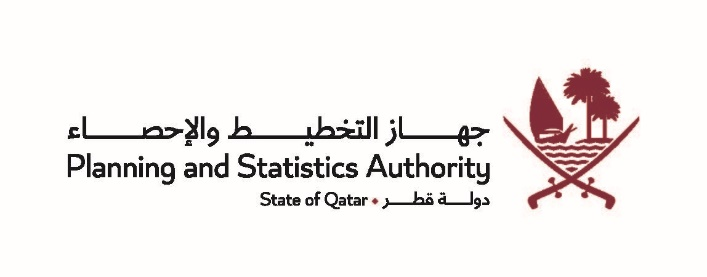 جهاز التخطيط والإحصاء
Planning and Statistics Authority
دولة قطر • State of Qatar